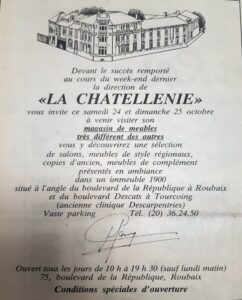 Devant le succès remporté
au cours du week-end dernier
la direction de
«LA CHATELLENIE»
vous invite ce samedi 24 et dimanche 25 octobre
à venir visiter son
magasin de meubles
très différent des autres
vous y découvrirez une sélection
de salons, meubles de style régionaux,
copies d'ancien, meubles de complément
présentés en ambiance
dans un immeuble 1900
situé à l'angle du boulevard de la République à Roubaix
et du boulevard Descats à Tourcoing
(ancienne clinique Descarpentries)
Vaste parking Tél. (20) 36.24.50
Ouvert tous les jours de 10 h à 19 h 30 (sauf lundi matin)
75, boulevard de la République, Roubaix
Conditions spéciales d'ouverture